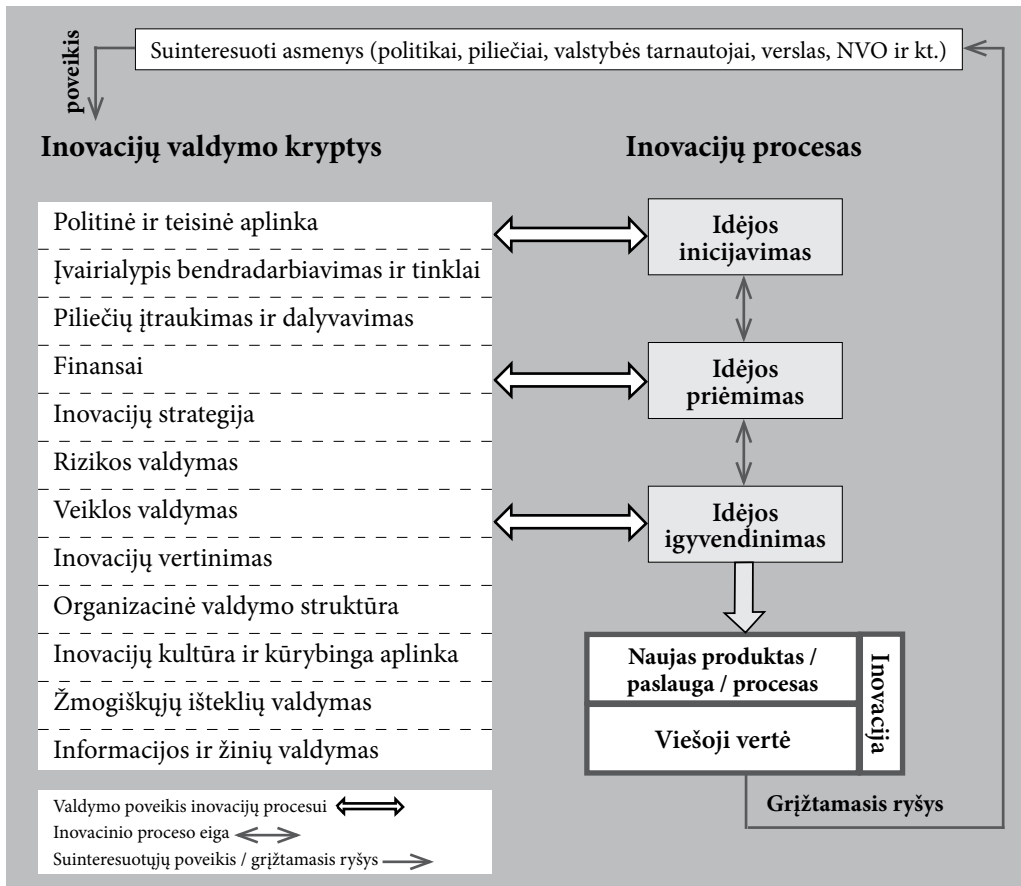 poveikis
Suinteresuoti asmenys (politikai, piliečiai, valstybės tarnautojai, verslas, NVO ir kt.)
Inovacijų valdymo kryptys
Politinė ir teisinė aplinka
Įvairialypis bendradarbiavimas ir tinklai
Piliečių įtraukimas ir dalyvavimas
Finansai
Inovacijų strategija
Rizikos valdymas
Veiklos valdymas
Inovacijų vertinimas
Organizacinė valdymo struktūra
Inovacijų kultūra ir kūrybinga aplinka
Žmogiškųjų išteklių valdymas
Informacijos ir žinių valdymas
Inovacijų procesas
Idėjos
inicijavimas
Idėjos
priėmimas
Idėjos
igyvendinimas
Naujas produktas /
paslauga / procesas
Viešoji vertė
Inovacija
Grįžtamasis ryšys
Valdymo poveikis inovacijų procesui
Inovacinio proceso eiga
Suinteresuotųjų poveikis / grįžtamasis ryšys